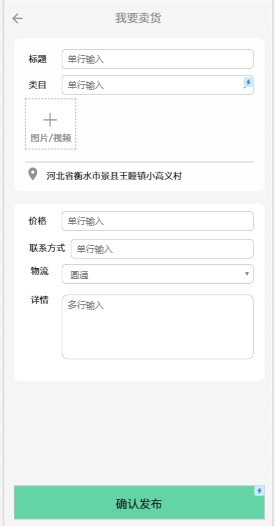 我要卖货
标题 单行输入
类目 单行输入
图片/视频
河北省衡水市景县王瞳镇小高义村
价格 单行输入
联系方式 单行输入
物流 圆通
详情 多行输入
确认发布